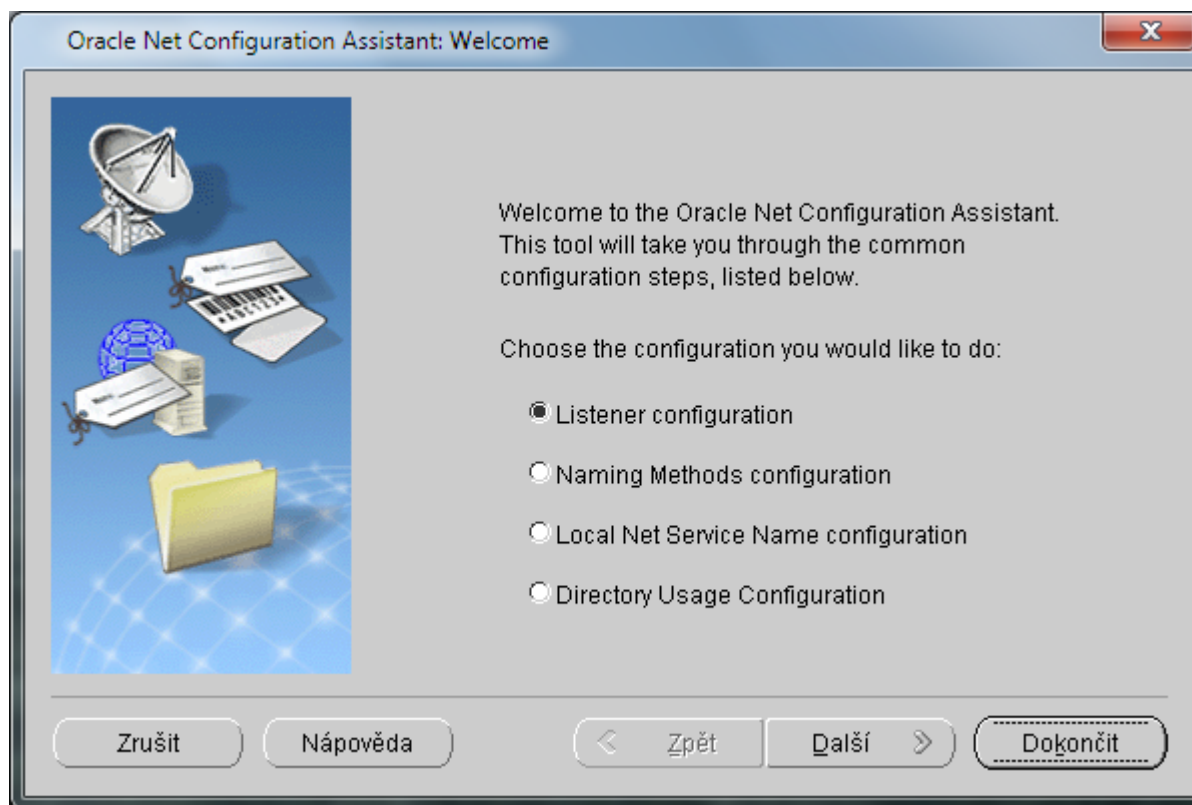 Oracle Net Configuration Assistant: Welcome
Welcome to the Oracle Net Configuration Assistant.
This tool will take you through the common
configuration steps, listed below.
Choose the configuration you would like to do:
Listener configuration
Naming Methods configuration
Local Net Service Name configuration
Directory Usage Configuration
Zrušit
Nápověda
Zpět
Další
Dokončit